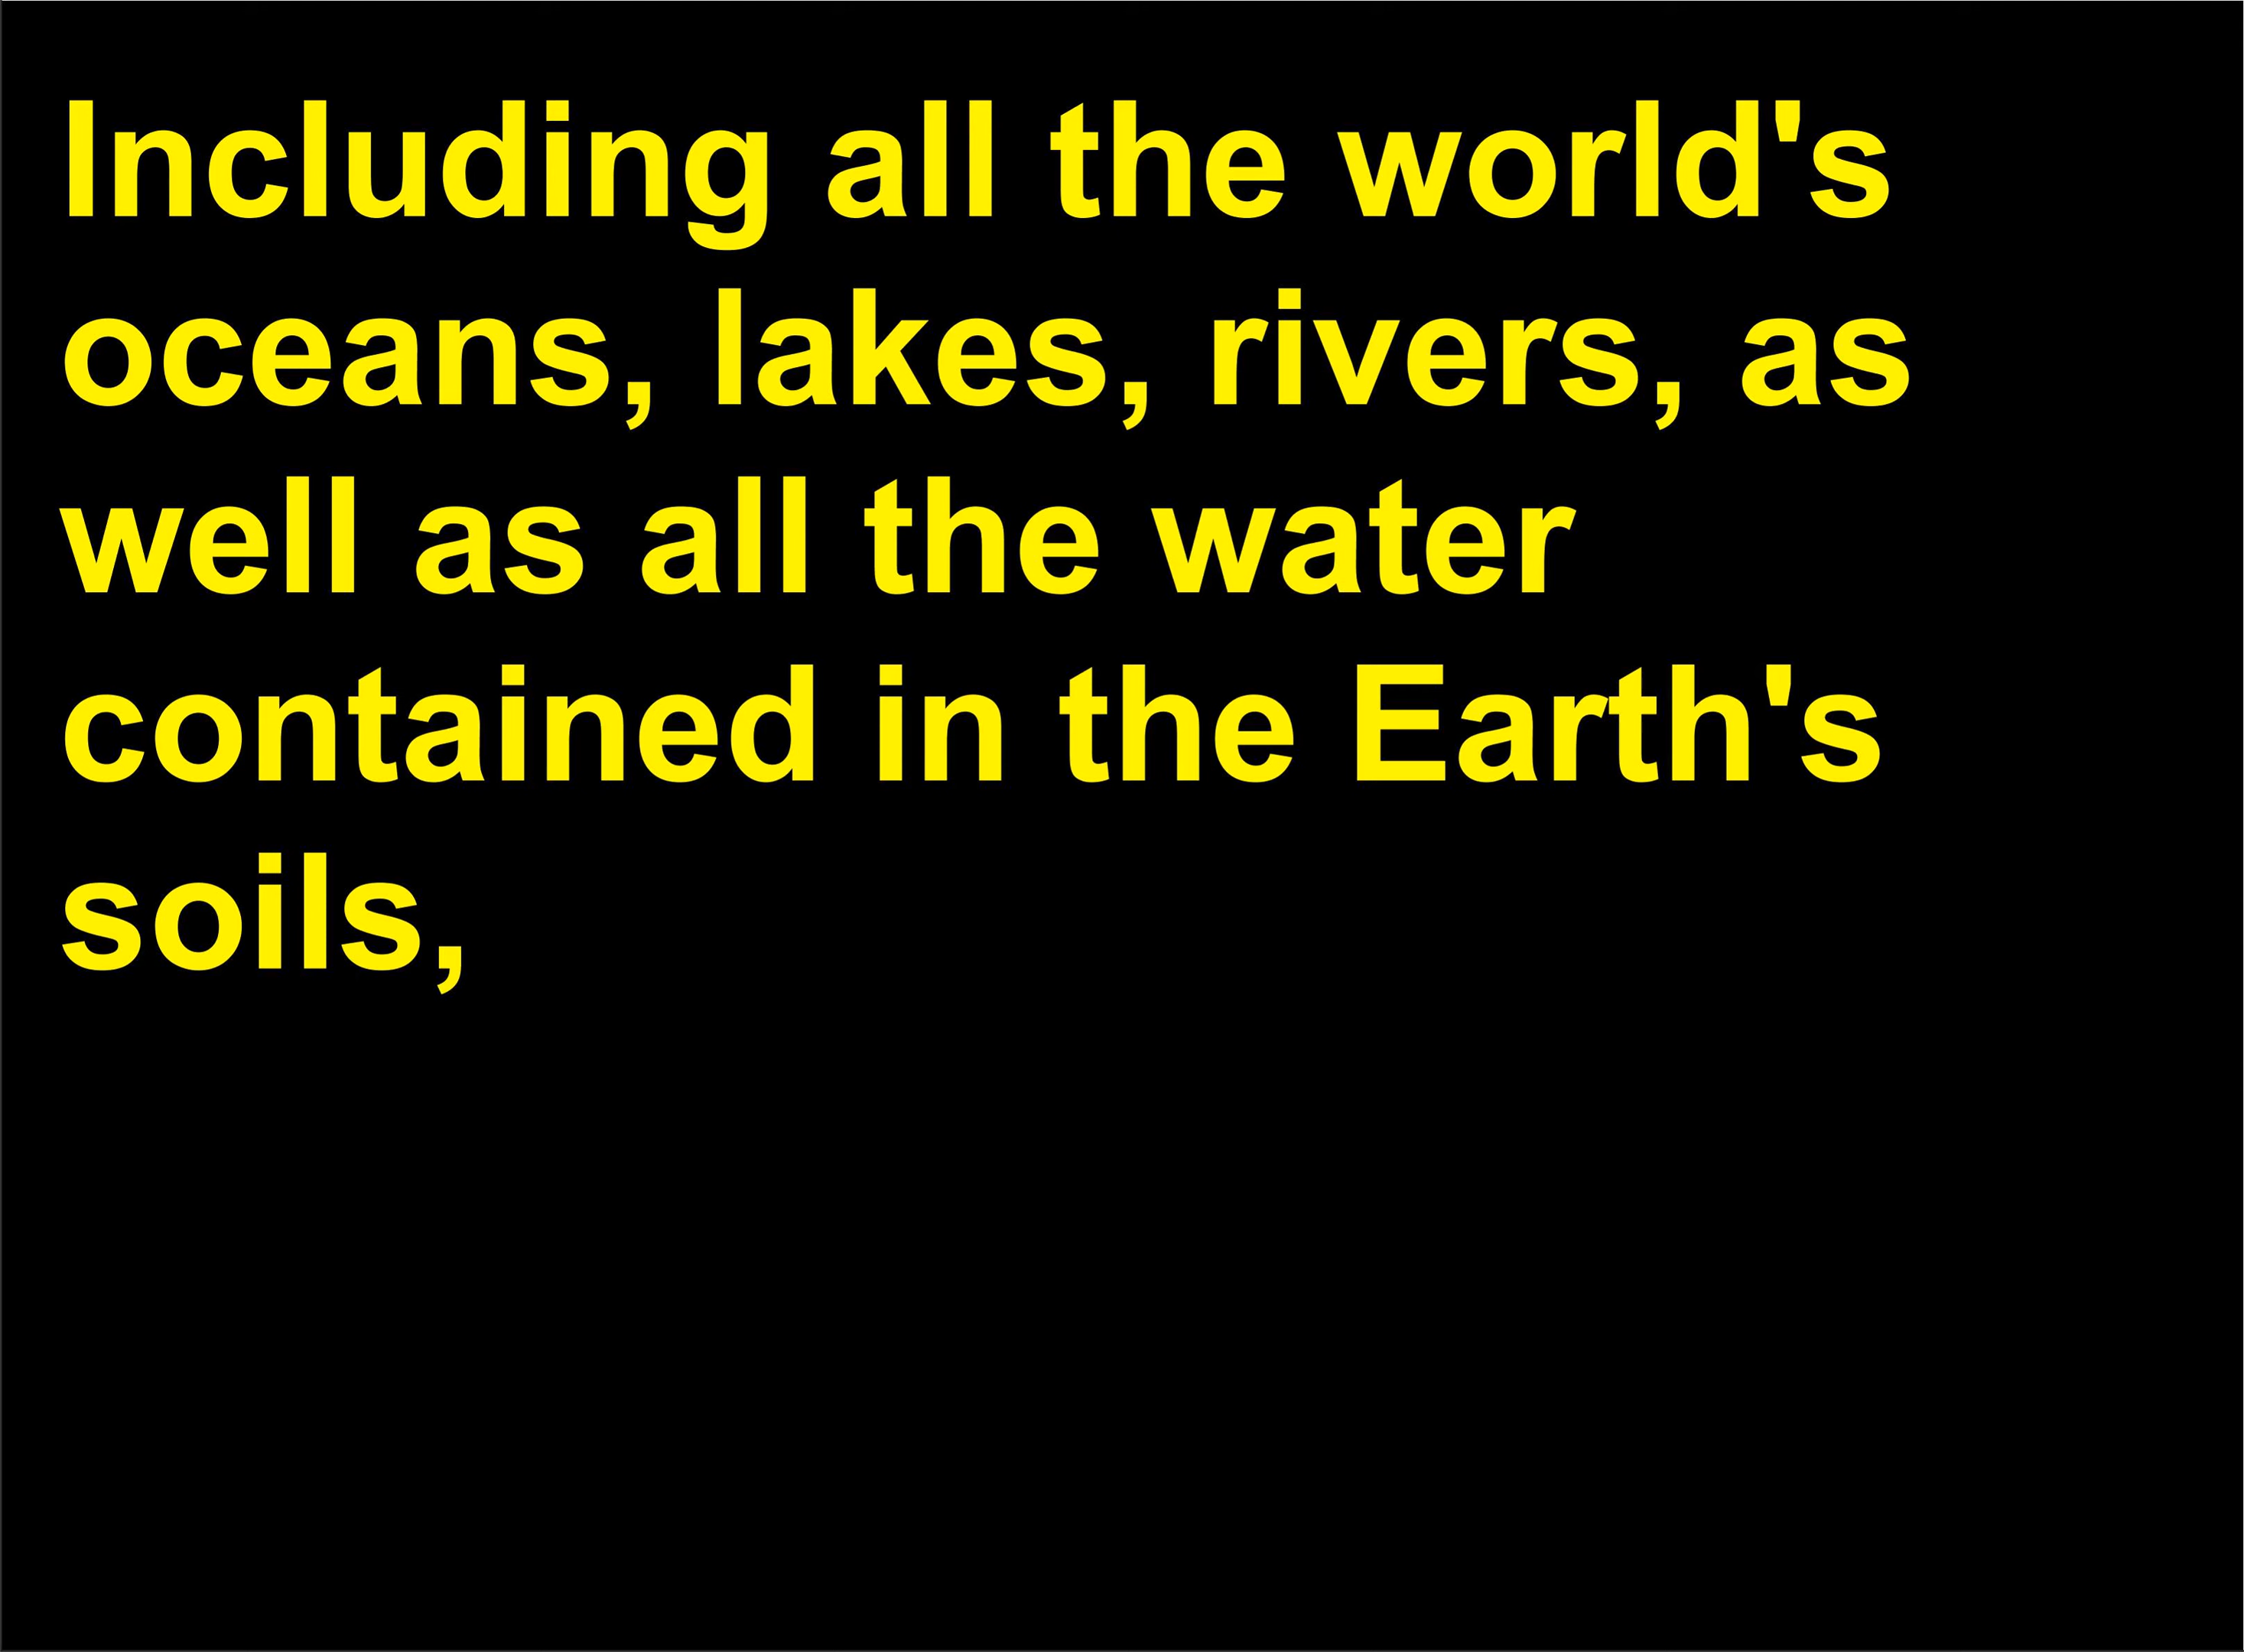 Including all the world's
oceans, lakes, rivers, as
well as all the water
contained in the Earth's
soils,